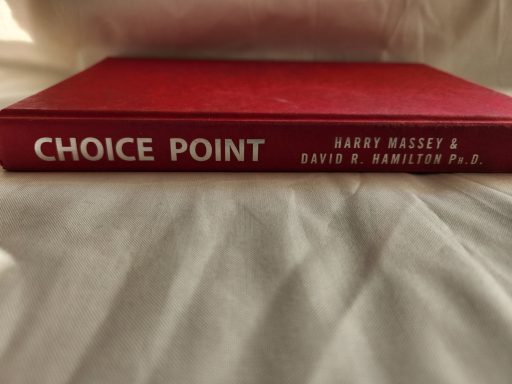 CHOICE POINT
HARRY MASSEY &
DAVID R. HAMILTON PH.D.